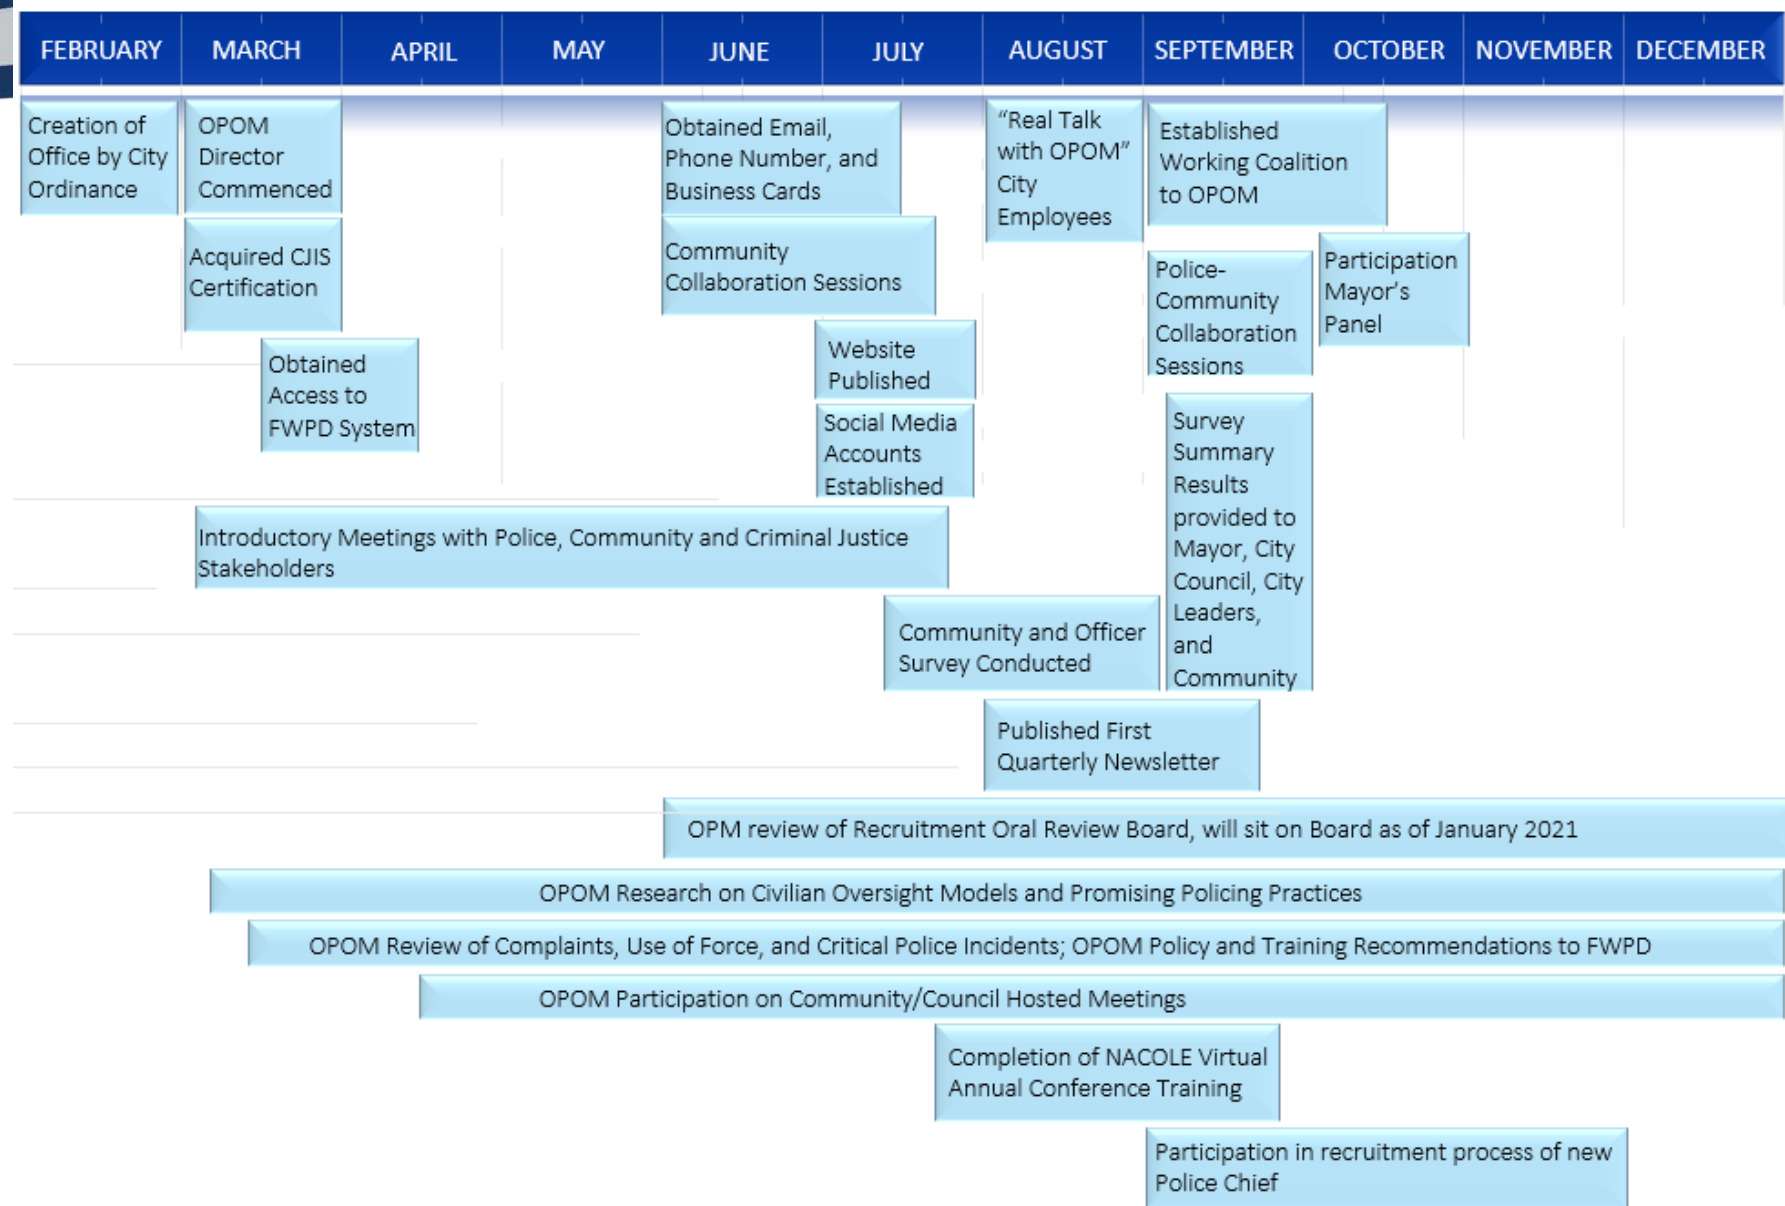 FEBRUARY MARCH APRIL MAY JUNE JULY AUGUST SEPTEMBER OCTOBER NOVEMBER DECEMBER
Creation of
Office by City
Ordinance
OPOM
Director
Commenced
Obtained Email,
Phone Number, and
Business Cards
“Real Talk
with OPOM”
City
Employees
Established
Working Coalition
to OPOM
Acquired CJIS
Certification
Community
Collaboration Sessions
Police-
Community
Collaboration
Sessions
Participation
Mayor's
Panel
Obtained
Access to
FWPD System
Website
Published
Social Media
Accounts
Established
Survey
Summary
Results
provided to
Mayor, City
Council, City
Leaders,
and
Community
Introductory Meetings with Police, Community and Criminal Justice
Stakeholders
Community and Officer
Survey Conducted
Published First
Quarterly Newsletter
OPM review of Recruitment Oral Review Board, will sit on Board as of January 2021
OPOM Research on Civilian Oversight Models and Promising Policing Practices
OPOM Review of Complaints, Use of Force, and Critical Police Incidents; OPOM Policy and Training Recommendations to FWPD
OPOM Participation on Community/Council Hosted Meetings
Completion of NACOLE Virtual
Annual Conference Training
Participation in recruitment process of new
Police Chief